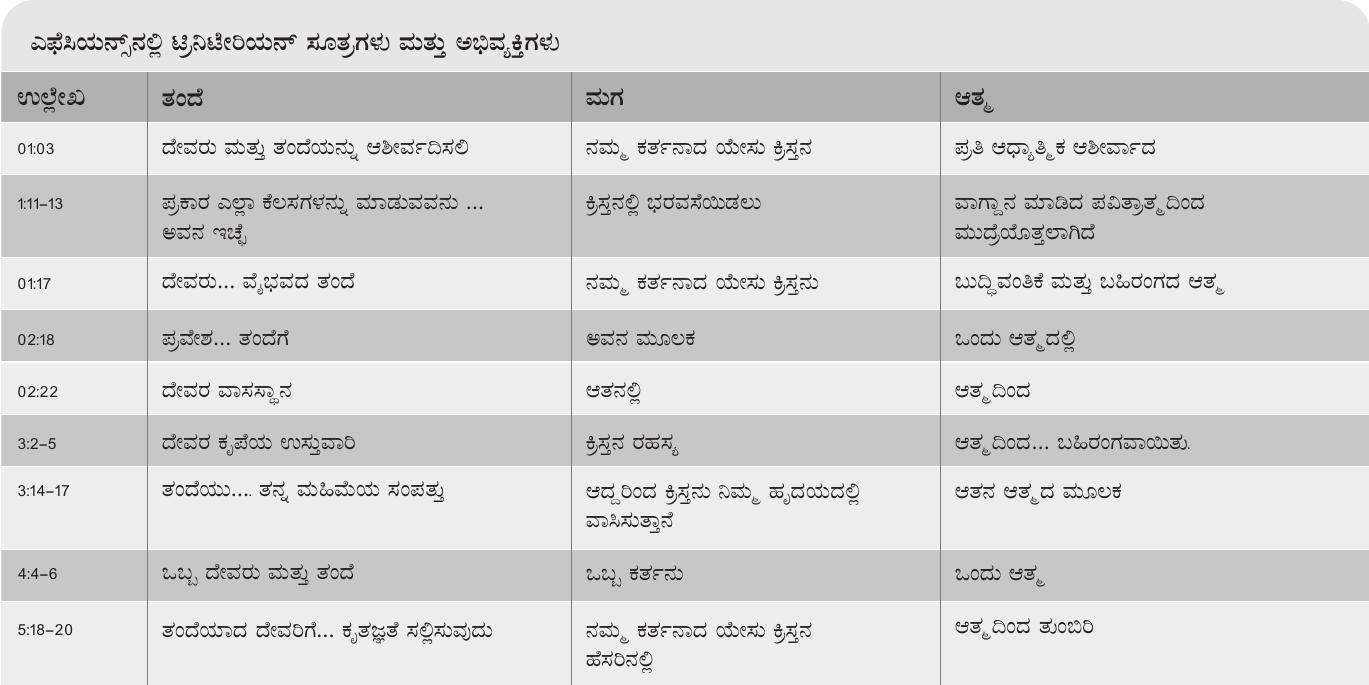 ಎಫೆಸಿಯನ್ಸ್‌ನಲ್ಲಿ ಟ್ರಿನಿಟೇರಿಯನ್ ಸೂತ್ರಗಳು ಮತ್ತು ಅಭಿವ್ಯಕ್ತಿಗಳು
ಉಲ್ಲೇಖ ತಂದೆ ಮಗ ಆತ್ಮ
01:03 ದೇವರು ಮತ್ತು ತಂದೆಯನ್ನು ಆಶೀರ್ವದಿಸಲಿ ನಮ್ಮ ಕರ್ತನಾದ ಯೇಸು ಕ್ರಿಸ್ತನ ಪ್ರತಿ ಆಧ್ಯಾತ್ಮಿಕ ಆಶೀರ್ವಾದ
1:11–13 ಪ್ರಕಾರ ಎಲ್ಲಾ ಕೆಲಸಗಳನ್ನು ಮಾಡುವವನು ... ಕ್ರಿಸ್ತನಲ್ಲಿ ಭರವಸೆಯಿಡಲು ವಾಗ್ದಾನ ಮಾಡಿದ ಪವಿತ್ರಾತ್ಮದಿಂದ
ಅವನ ಇಚ್ಛೆ ಮುದ್ರೆಯೊತ್ತಲಾಗಿದೆ
01:17 ದೇವರು... ವೈಭವದ ತಂದೆ ನಮ್ಮ ಕರ್ತನಾದ ಯೇಸು ಕ್ರಿಸ್ತನು ಬುದ್ಧಿವಂತಿಕೆ ಮತ್ತು ಬಹಿರಂಗದ ಆತ್ಮ
02:18 ಪ್ರವೇಶ... ತಂದೆಗೆ ಅವನ ಮೂಲಕ ಒಂದು ಆತ್ಮದಲ್ಲಿ
02:22 ದೇವರ ವಾಸಸ್ಥಾನ ಆತನಲ್ಲಿ ಆತ್ಮದಿಂದ
3:2–5 ದೇವರ ಕೃಪೆಯ ಉಸ್ತುವಾರಿ ಕ್ರಿಸ್ತನ ರಹಸ್ಯ ಆತ್ಮದಿಂದ... ಬಹಿರಂಗವಾಯಿತು.
3:14–17 ತಂದೆಯು.... ತನ್ನ ಮಹಿಮೆಯ ಸಂಪತ್ತು ಆದ್ದರಿಂದ ಕ್ರಿಸ್ತನು ನಿಮ್ಮ ಹೃದಯದಲ್ಲಿ ಆತನ ಆತ್ಮದ ಮೂಲಕ
ವಾಸಿಸುತ್ತಾನೆ
4:4–6 ಒಬ್ಬ ದೇವರು ಮತ್ತು ತಂದೆ ಒಬ್ಬ ಕರ್ತನು ಒಂದು ಆತ್ಮ
5:18–20 ತಂದೆಯಾದ ದೇವರಿಗೆ... ಕೃತಜ್ಞತೆ ಸಲ್ಲಿಸುವುದು ನಮ್ಮ ಕರ್ತನಾದ ಯೇಸು ಕ್ರಿಸ್ತನ ಆತ್ಮದಿಂದ ತುಂಬಿರಿ
ಹೆಸರಿನಲ್ಲಿ